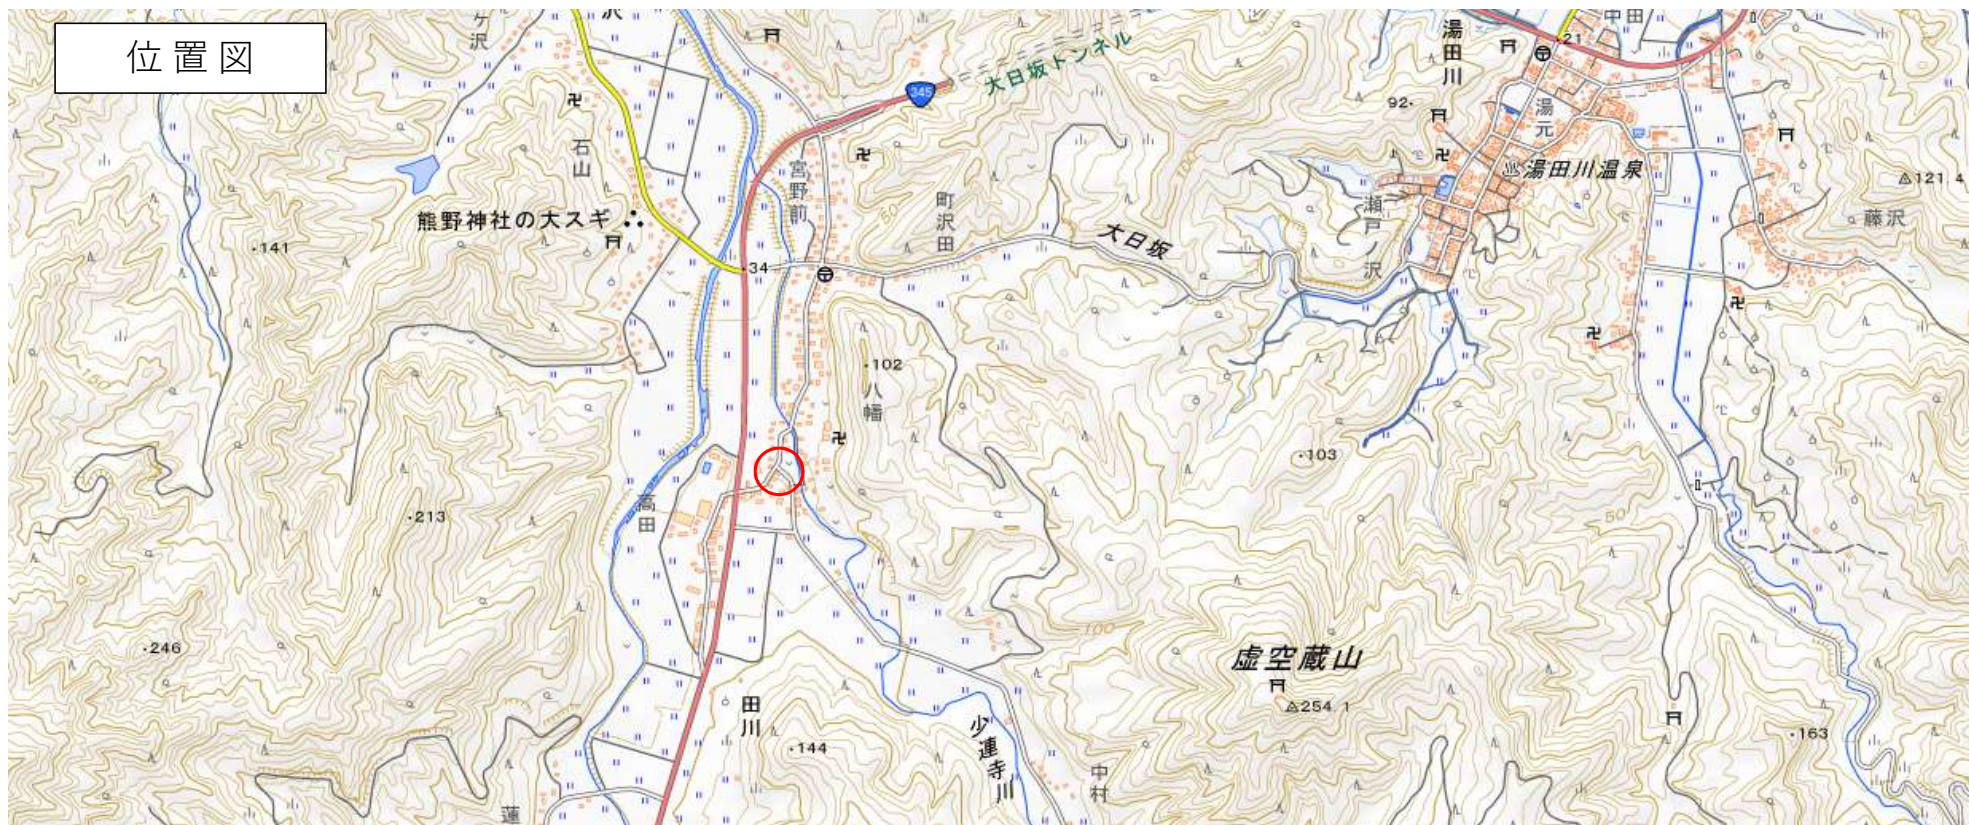 位置図
ケ沢
沢
中田
21
湯田川
345
大日坂トンネル
92
湯元
石山
宮野前
湯田川温泉
121.4
熊野神社の大スギ
町沢田
瀬戸ノ沢
藤沢
141
大日坂
34
100
50
102
八幡
150
103
高田
213
50
100
246
虚空蔵山
254.1
田川
少連寺川
144
163
中村
蓮